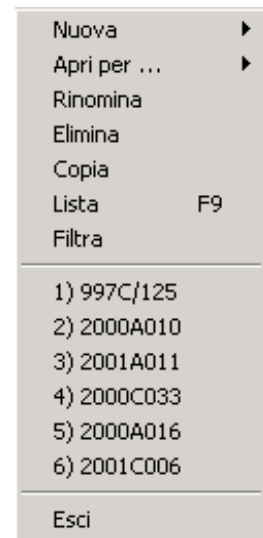 Nuova
Apri per ...
Rinomina
Elimina
Copia
Lista F9
Filtra
1) 997C/125
2) 2000A010
3) 2001A011
4) 2000C033
5) 2000A016
6) 2001C006
Esci